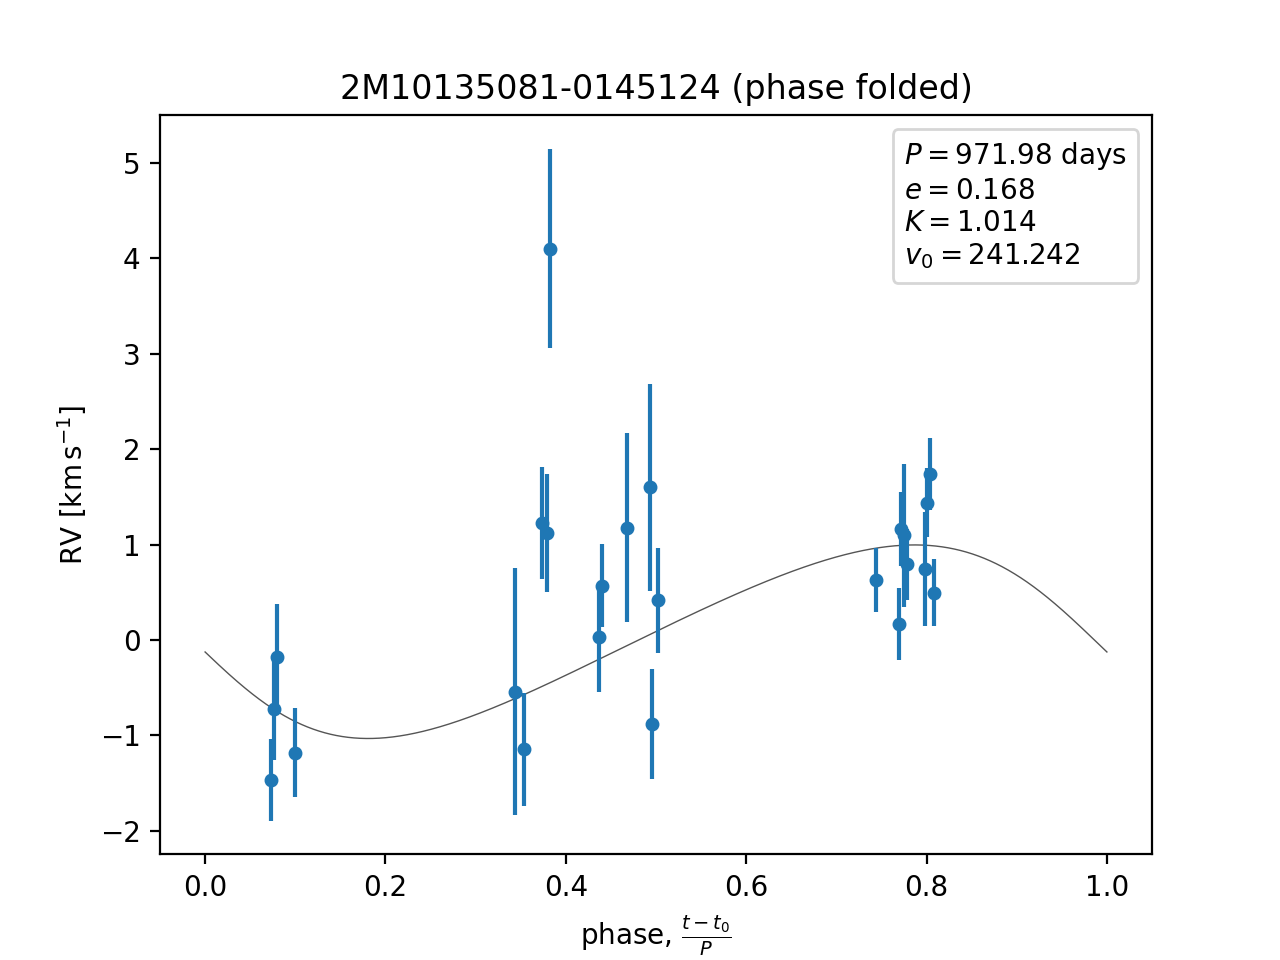 2M10135081-0145124 (phase folded)
P = 971.98 days
e = 0.168
K = 1.014
v₀ = 241.242
5
4
3
2
1
0
−1
−2
RV [km s⁻¹]
0.0 0.2 0.4 0.6 0.8 1.0
phase, (t − t₀)/P